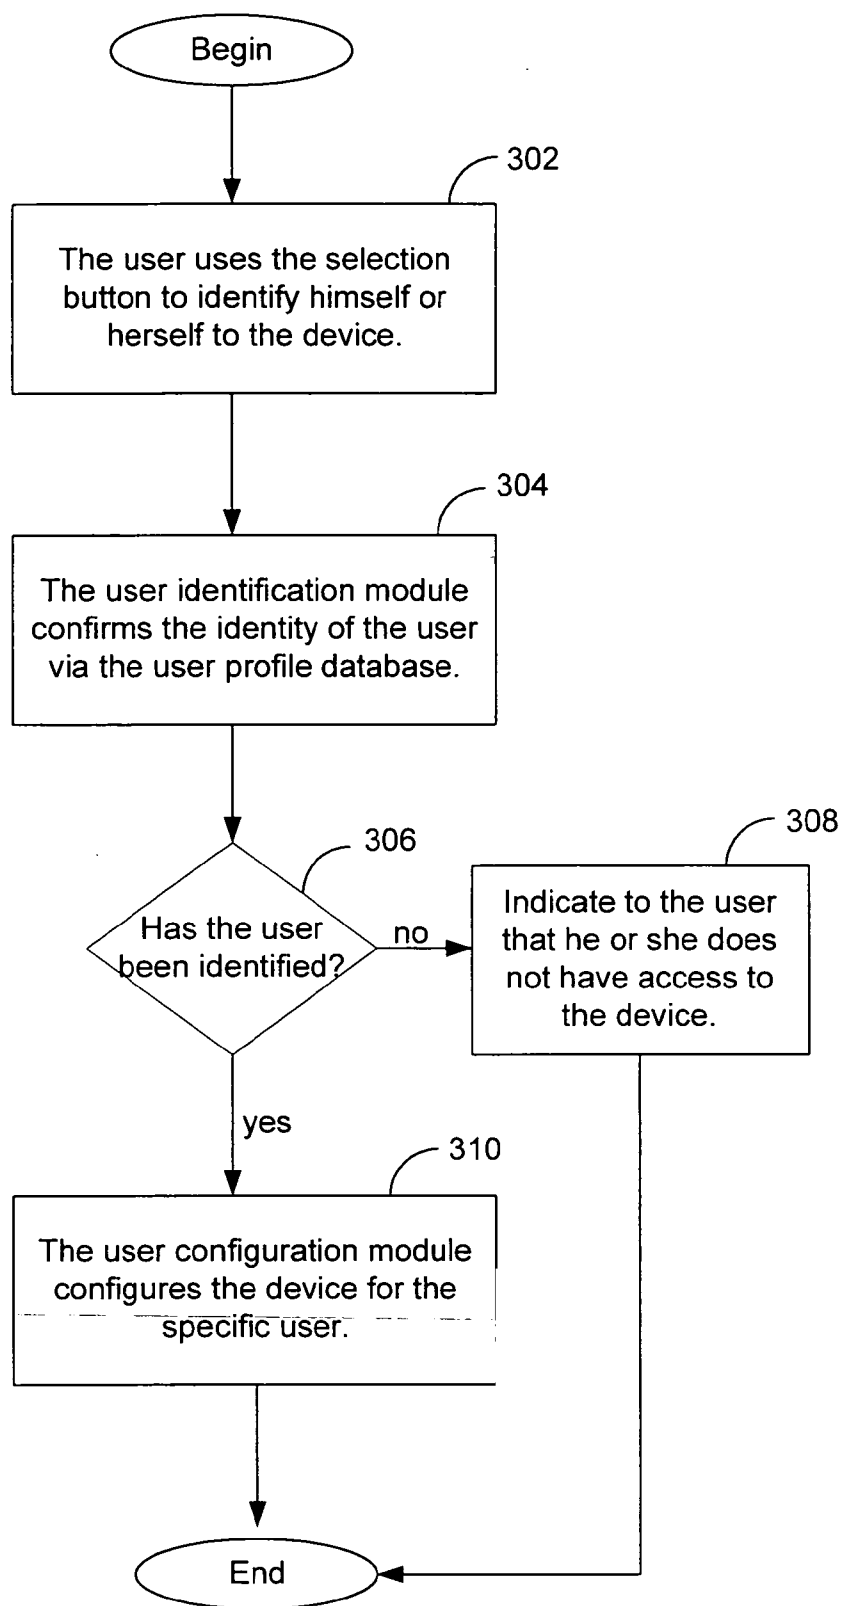 Begin
302
The user uses the selection
button to identify himself or
herself to the device.
304
The user identification module
confirms the identity of the user
via the user profile database.
306
Has the user
been identified?
no
308
Indicate to the user
that he or she does
not have access to
the device.
yes
310
The user configuration module
configures the device for the
specific user.
End